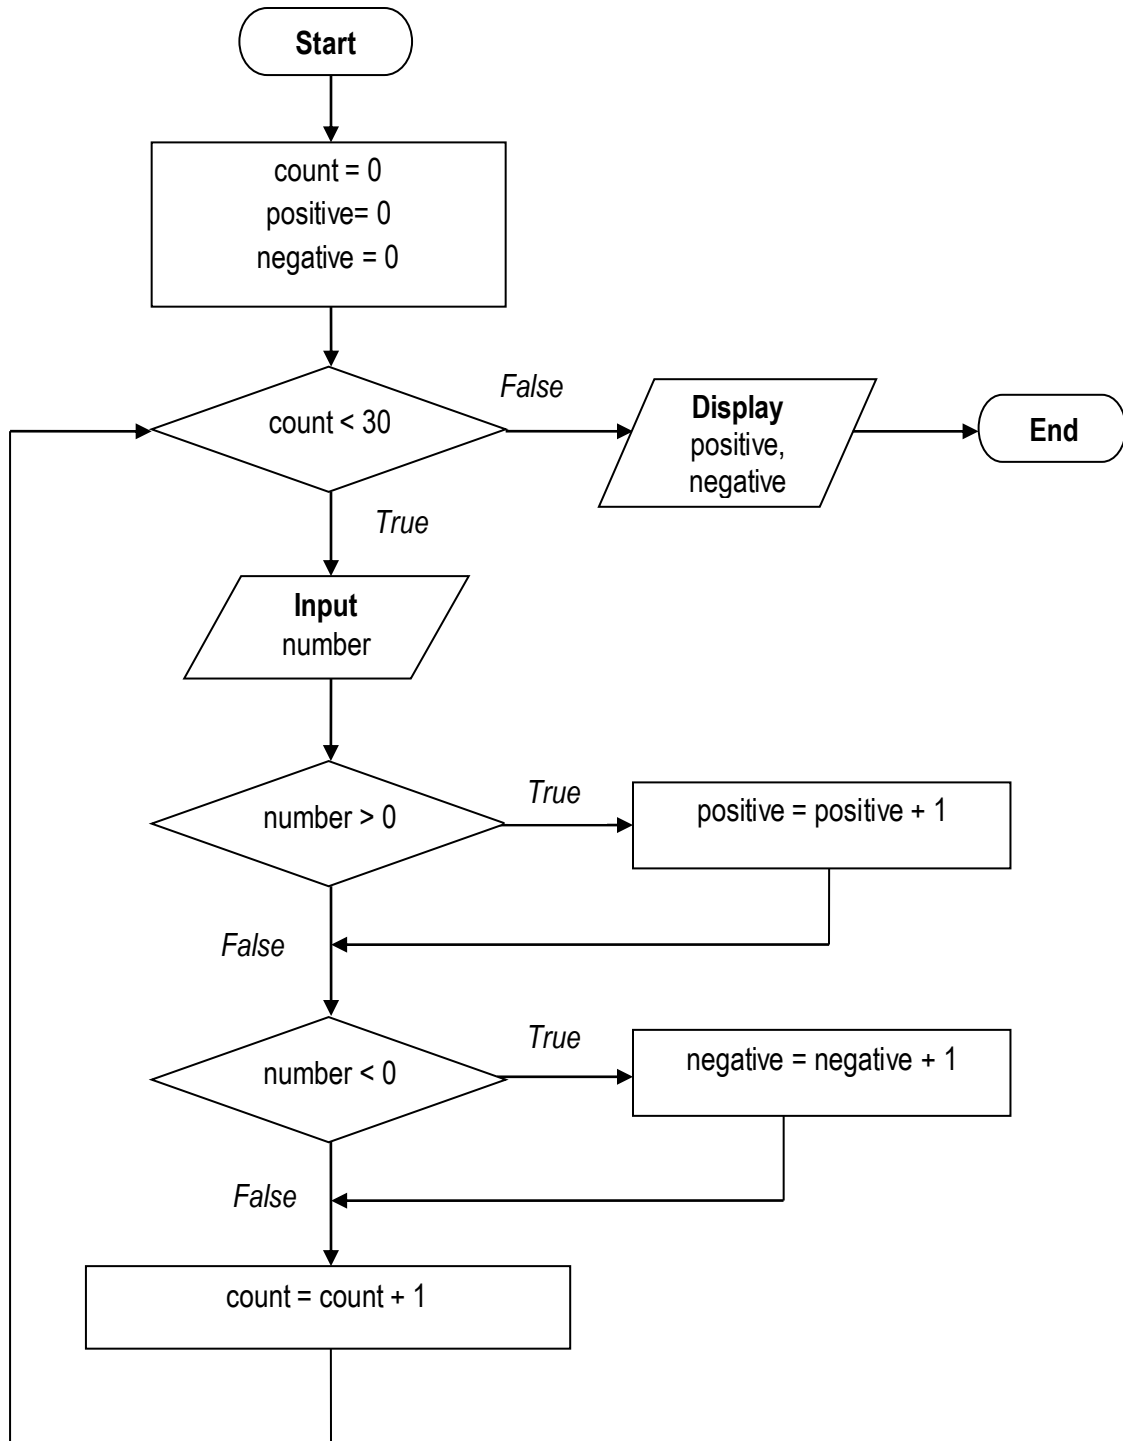 Start
count = 0
positive= 0
negative = 0
count < 30
False
Display
positive,
negative
End
True
Input
number
number > 0
True
positive = positive + 1
False
number < 0
True
negative = negative + 1
False
count = count + 1